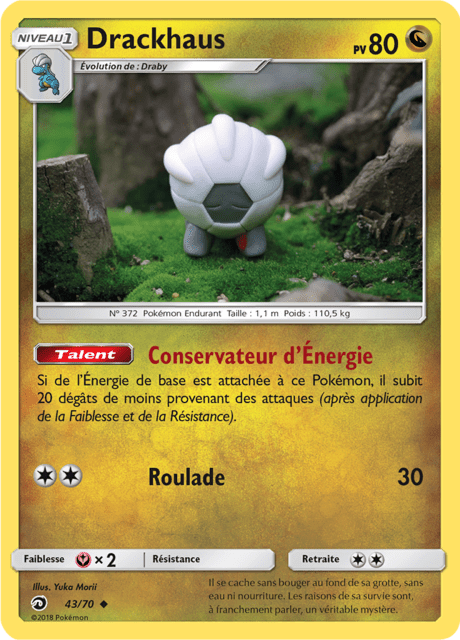 NIVEAU 1
Drackhaus
PV 80
Évolution de : Draby
N° 372 Pokémon Endurant Taille : 1,1 m Poids : 110,5 kg
Talent Conservateur d'Énergie
Si de l'Énergie de base est attachée à ce Pokémon, il subit
20 dégâts de moins provenant des attaques (après application
de la Faiblesse et de la Résistance).
Roulade 30
Faiblesse × 2 Résistance Retraite
Illus. Yuka Morii
43/70
©2018 Pokémon
Il se cache sans bouger au fond de sa grotte, sans
eau ni nourriture. Les raisons de sa survie sont,
à franchement parler, un véritable mystère.